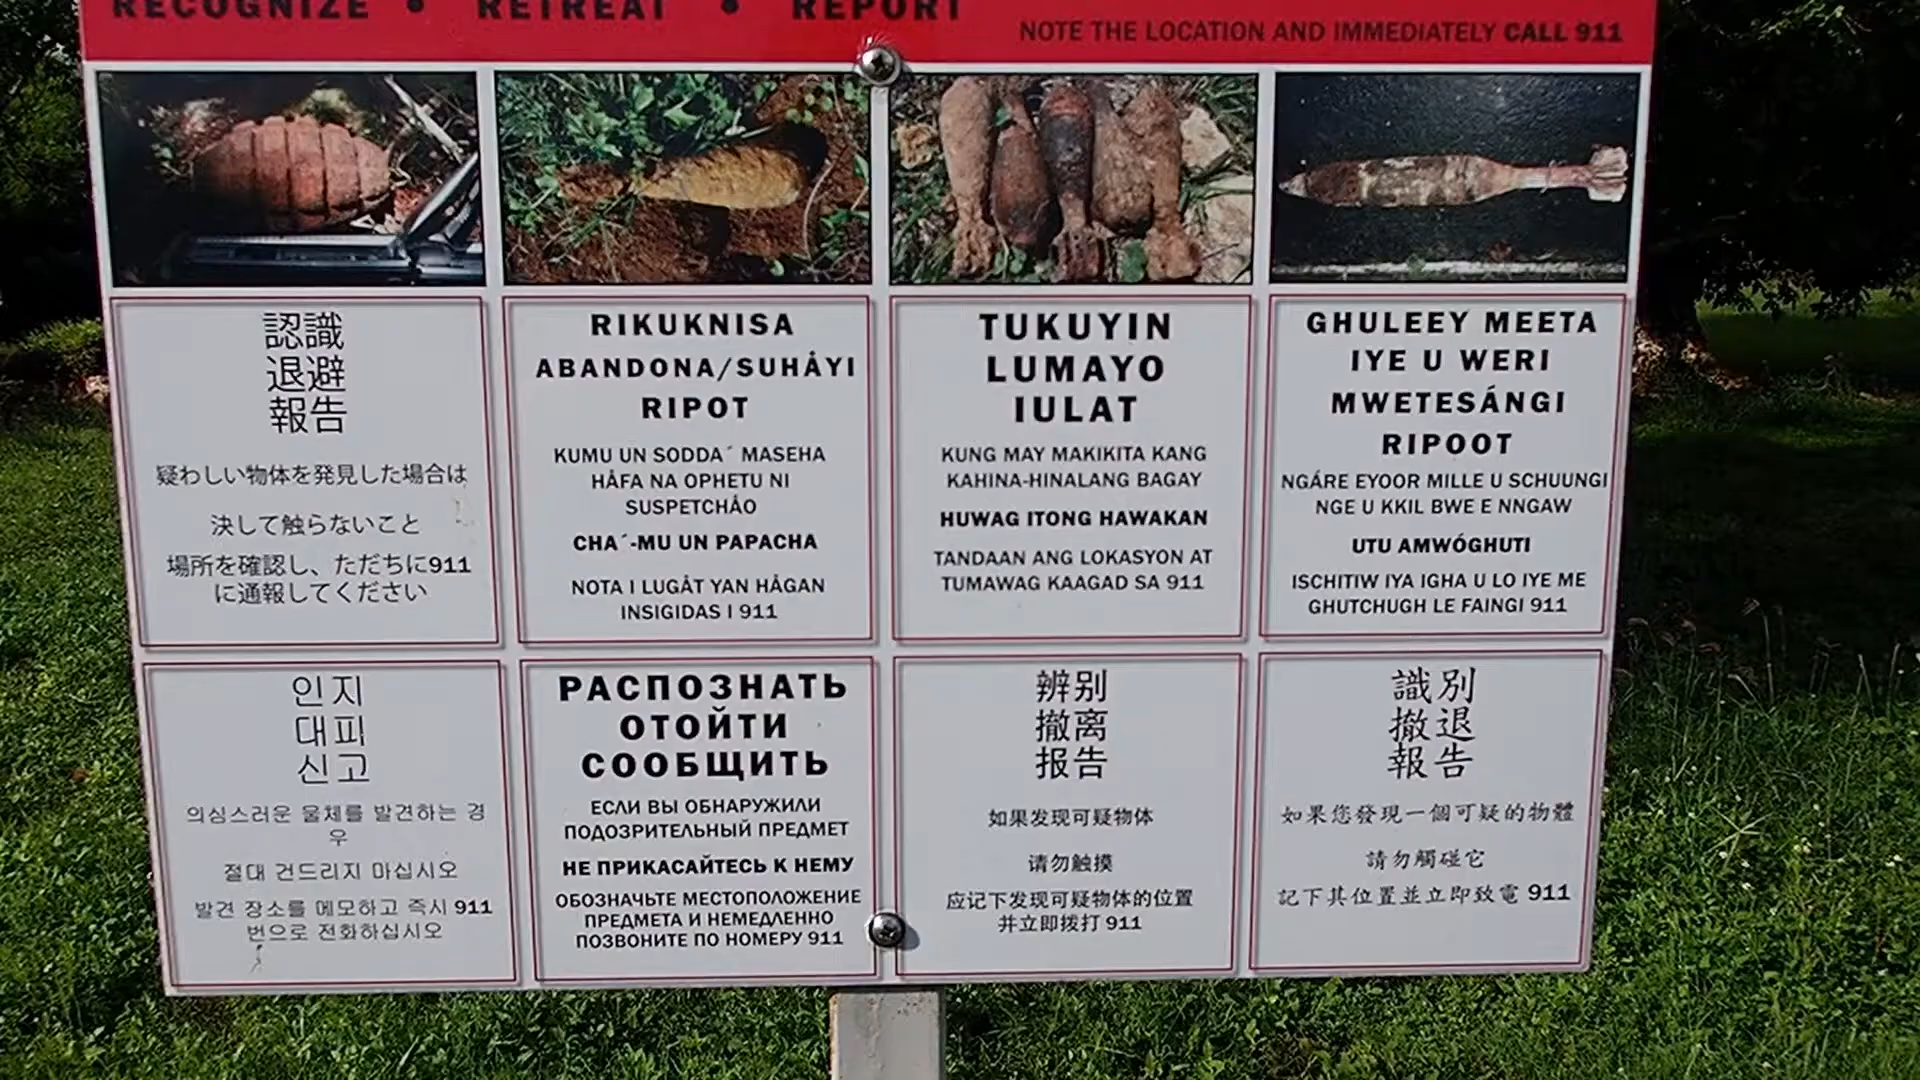 RECOGNIZE • RETREAT • REPORT
NOTE THE LOCATION AND IMMEDIATELY CALL 911
認識
退避
報告
疑わしい物体を発見した場合は
決して触らないこと
場所を確認し、ただちに911
に通報してください
RIKUKNISA
ABANDONA/SUHÅYI
RIPOT
KUMU UN SODDA´ MASEHA
HÅFA NA OPHETU NI
SUSPETCHÅO
CHA´-MU UN PAPACHA
NOTA I LUGÅT YAN HÅGAN
INSIGIDAS I 911
TUKUYIN
LUMAYO
IULAT
KUNG MAY MAKIKITA KANG
KAHINA-HINALANG BAGAY
HUWAG ITONG HAWAKAN
TANDAAN ANG LOKASYON AT
TUMAWAG KAAGAD SA 911
GHULEEY MEETA
IYE U WERI
MWETESÁNGI
RIPOOT
NGÁRE EYOOR MILLE U SCHUUNGI
NGE U KKIL BWE E NNGAW
UTU AMWÓGHUTI
ISCHITIW IYA IGHA U LO IYE ME
GHUTCHUGH LE FAINGI 911
인지
대피
신고
의심스러운 물체를 발견하는 경
우
절대 건드리지 마십시오
발견 장소를 메모하고 즉시 911
번으로 전화하십시오
РАСПОЗНАТЬ
ОТОЙТИ
СООБЩИТЬ
ЕСЛИ ВЫ ОБНАРУЖИЛИ
ПОДОЗРИТЕЛЬНЫЙ ПРЕДМЕТ
НЕ ПРИКАСАЙТЕСЬ К НЕМУ
ОБОЗНАЧЬТЕ МЕСТОПОЛОЖЕНИЕ
ПРЕДМЕТА И НЕМЕДЛЕННО
ПОЗВОНИТЕ ПО НОМЕРУ 911
辨别
撤离
报告
如果发现可疑物体
请勿触摸
应记下发现可疑物体的位置
并立即拨打 911
識別
撤退
報告
如果您發現一個可疑的物體
請勿觸碰它
記下其位置並立即致電 911